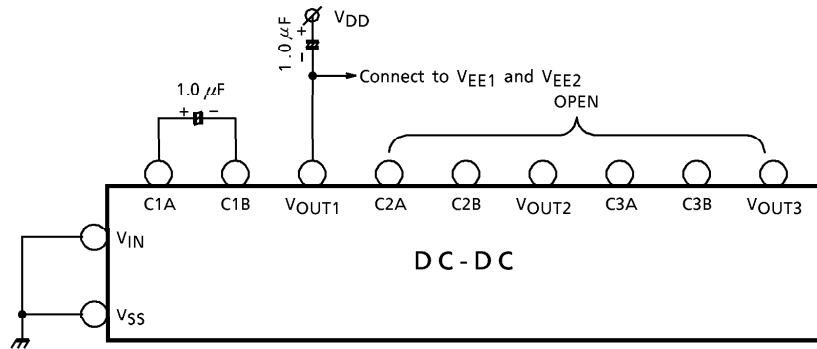 1.0 μF
+
−
VDD
Connect to VEE1 and VEE2
OPEN
1.0 μF
+ −
C1A C1B VOUT1 C2A C2B VOUT2 C3A C3B VOUT3
VIN
DC-DC
VSS